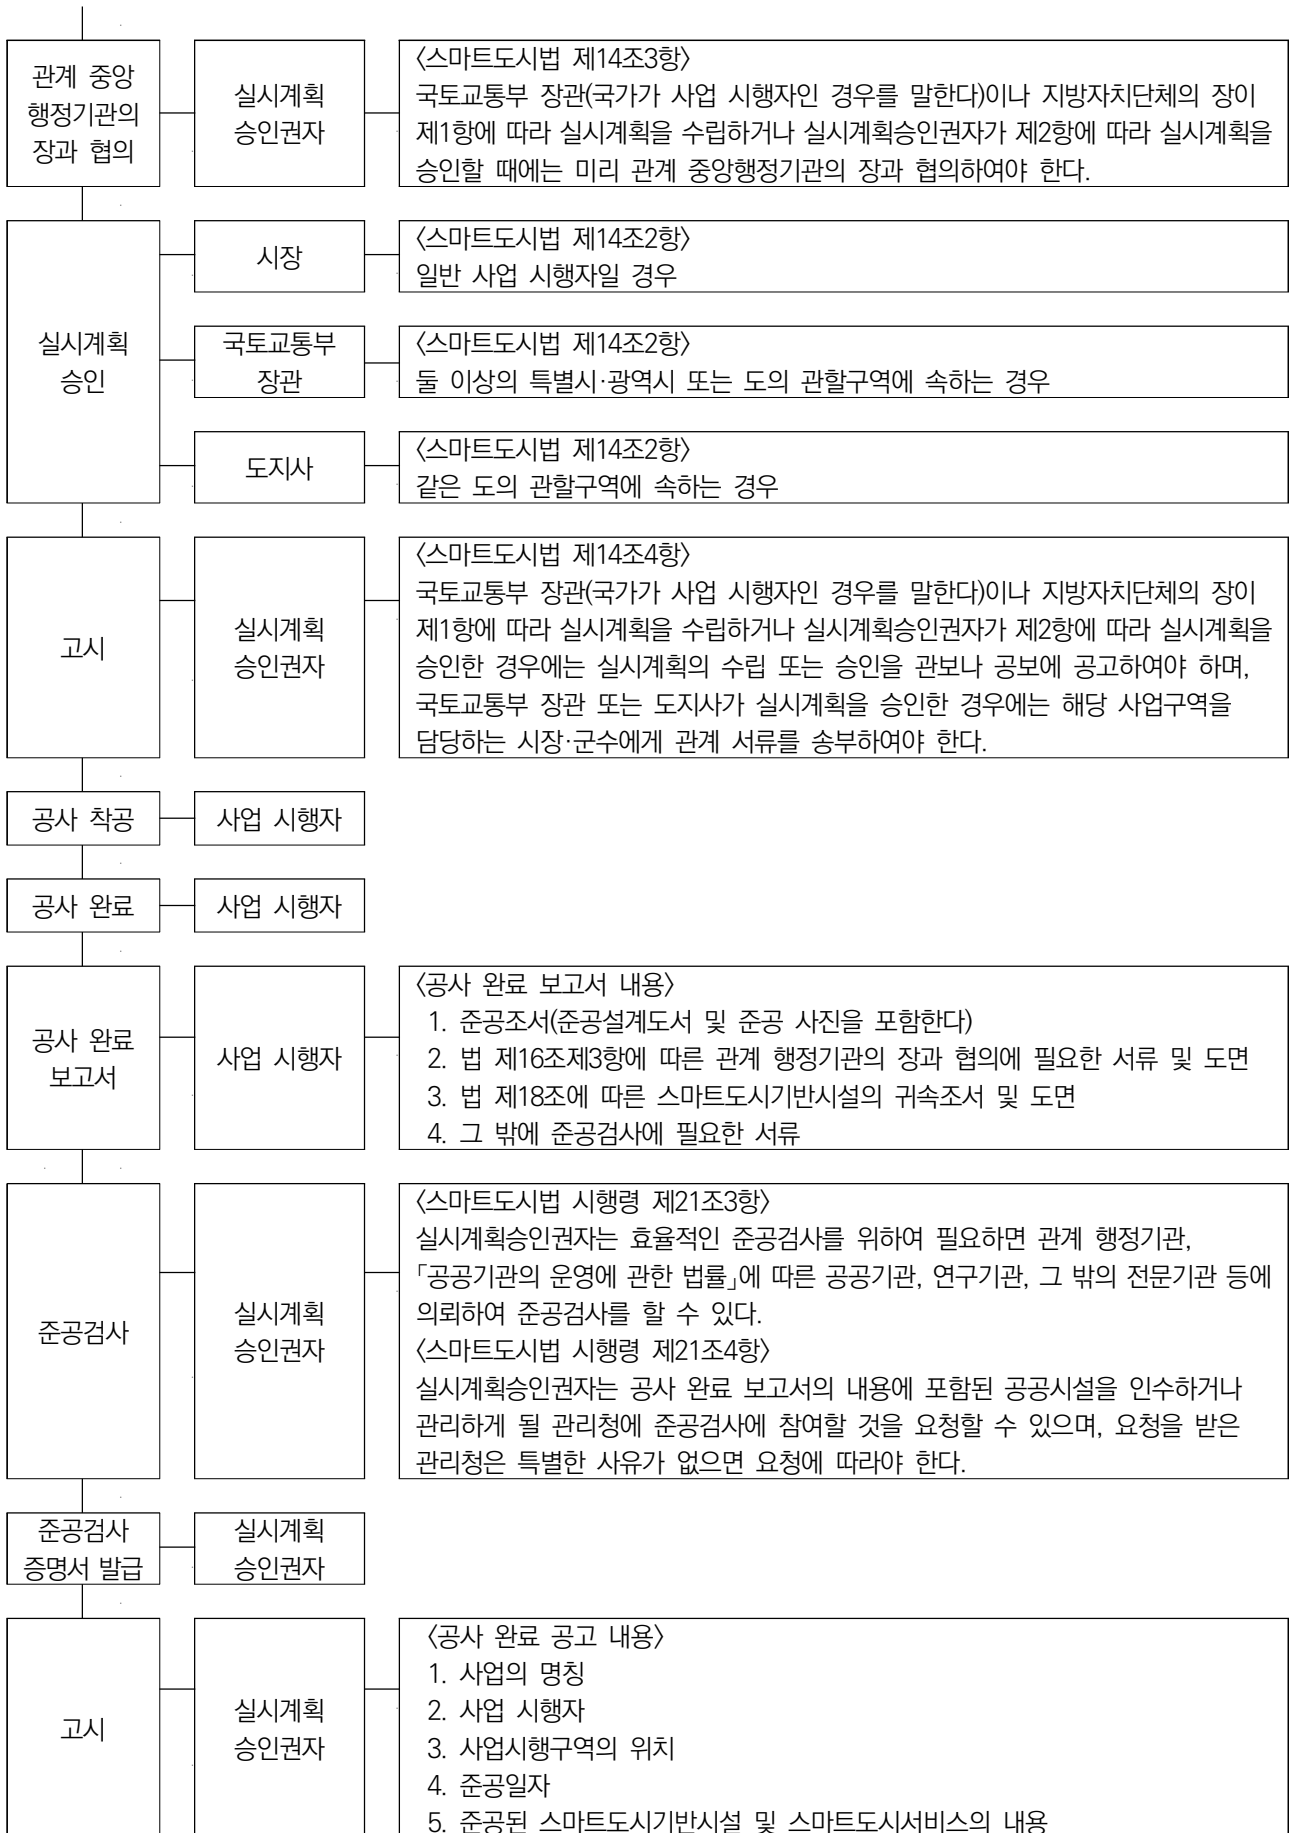 관계 중앙
행정기관의
장과 협의
실시계획
승인권자
〈스마트도시법 제14조3항〉
국토교통부 장관(국가가 사업 시행자인 경우를 말한다)이나 지방자치단체의 장이
제1항에 따라 실시계획을 수립하거나 실시계획승인권자가 제2항에 따라 실시계획을
승인할 때에는 미리 관계 중앙행정기관의 장과 협의하여야 한다.
실시계획
승인
시장
〈스마트도시법 제14조2항〉
일반 사업 시행자일 경우
국토교통부
장관
〈스마트도시법 제14조2항〉
둘 이상의 특별시·광역시 또는 도의 관할구역에 속하는 경우
도지사
〈스마트도시법 제14조2항〉
같은 도의 관할구역에 속하는 경우
고시
실시계획
승인권자
〈스마트도시법 제14조4항〉
국토교통부 장관(국가가 사업 시행자인 경우를 말한다)이나 지방자치단체의 장이
제1항에 따라 실시계획을 수립하거나 실시계획승인권자가 제2항에 따라 실시계획을
승인한 경우에는 실시계획의 수립 또는 승인을 관보나 공보에 공고하여야 하며,
국토교통부 장관 또는 도지사가 실시계획을 승인한 경우에는 해당 사업구역을
담당하는 시장·군수에게 관계 서류를 송부하여야 한다.
공사 착공
사업 시행자
공사 완료
사업 시행자
공사 완료
보고서
사업 시행자
〈공사 완료 보고서 내용〉
1. 준공조서(준공설계도서 및 준공 사진을 포함한다)
2. 법 제16조제3항에 따른 관계 행정기관의 장과 협의에 필요한 서류 및 도면
3. 법 제18조에 따른 스마트도시기반시설의 귀속조서 및 도면
4. 그 밖에 준공검사에 필요한 서류
준공검사
실시계획
승인권자
〈스마트도시법 시행령 제21조3항〉
실시계획승인권자는 효율적인 준공검사를 위하여 필요하면 관계 행정기관,
「공공기관의 운영에 관한 법률」에 따른 공공기관, 연구기관, 그 밖의 전문기관 등에
의뢰하여 준공검사를 할 수 있다.
〈스마트도시법 시행령 제21조4항〉
실시계획승인권자는 공사 완료 보고서의 내용에 포함된 공공시설을 인수하거나
관리하게 될 관리청에 준공검사에 참여할 것을 요청할 수 있으며, 요청을 받은
관리청은 특별한 사유가 없으면 요청에 따라야 한다.
준공검사
증명서 발급
실시계획
승인권자
고시
실시계획
승인권자
〈공사 완료 공고 내용〉
1. 사업의 명칭
2. 사업 시행자
3. 사업시행구역의 위치
4. 준공일자
5. 준공된 스마트도시기반시설 및 스마트도시서비스의 내용